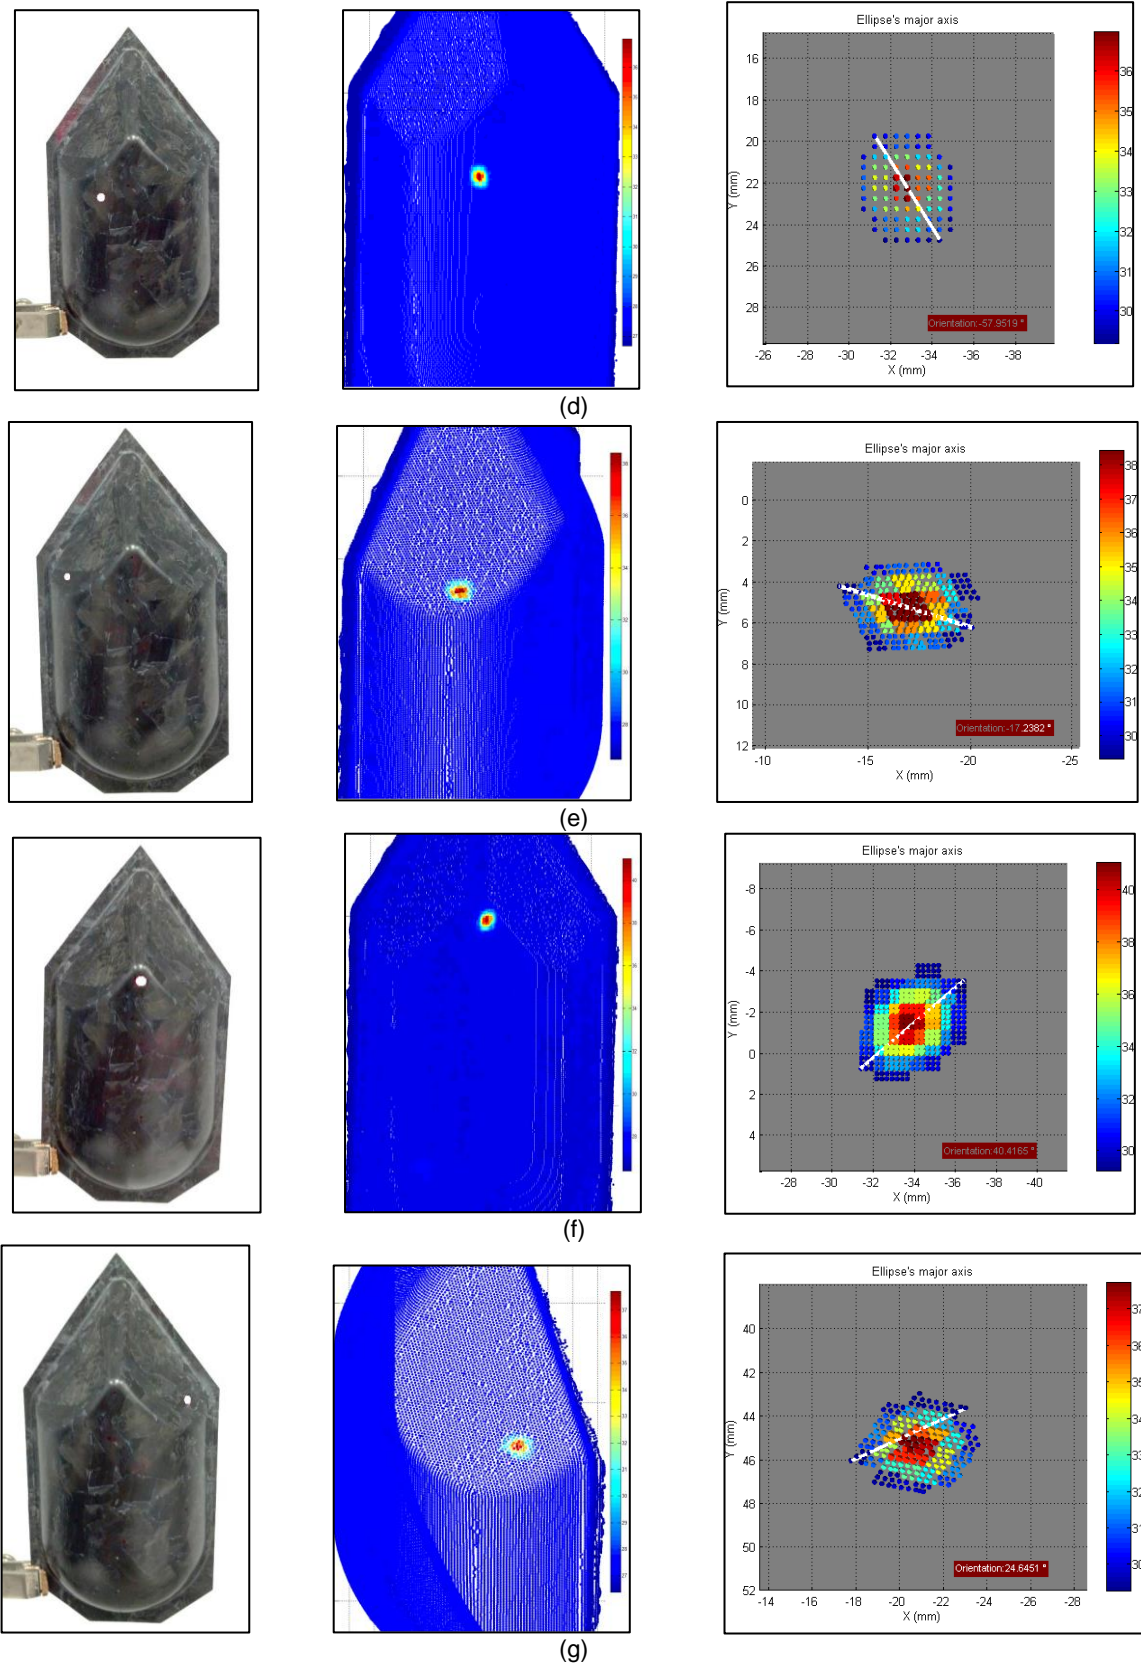 Ellipse's major axis
16
18
20
22
24
26
28
Y (mm)
-26 -28 -30 -32 -34 -36 -38
X (mm)
Orientation:-57.9519 °
36
35
34
33
32
31
30
(d)
Ellipse's major axis
0
2
4
6
8
10
12
Y (mm)
-10 -15 -20 -25
X (mm)
Orientation:-17.2382 °
38
37
36
35
34
33
32
31
30
(e)
Ellipse's major axis
-8
-6
-4
-2
0
2
4
Y (mm)
-28 -30 -32 -34 -36 -38 -40
X (mm)
Orientation:40.4165 °
40
39
38
37
36
35
34
33
32
31
30
(f)
Ellipse's major axis
40
42
44
46
48
50
52
Y (mm)
-14 -16 -18 -20 -22 -24 -26 -28
X (mm)
Orientation:24.6451 °
37
36
35
34
33
32
31
30
(g)